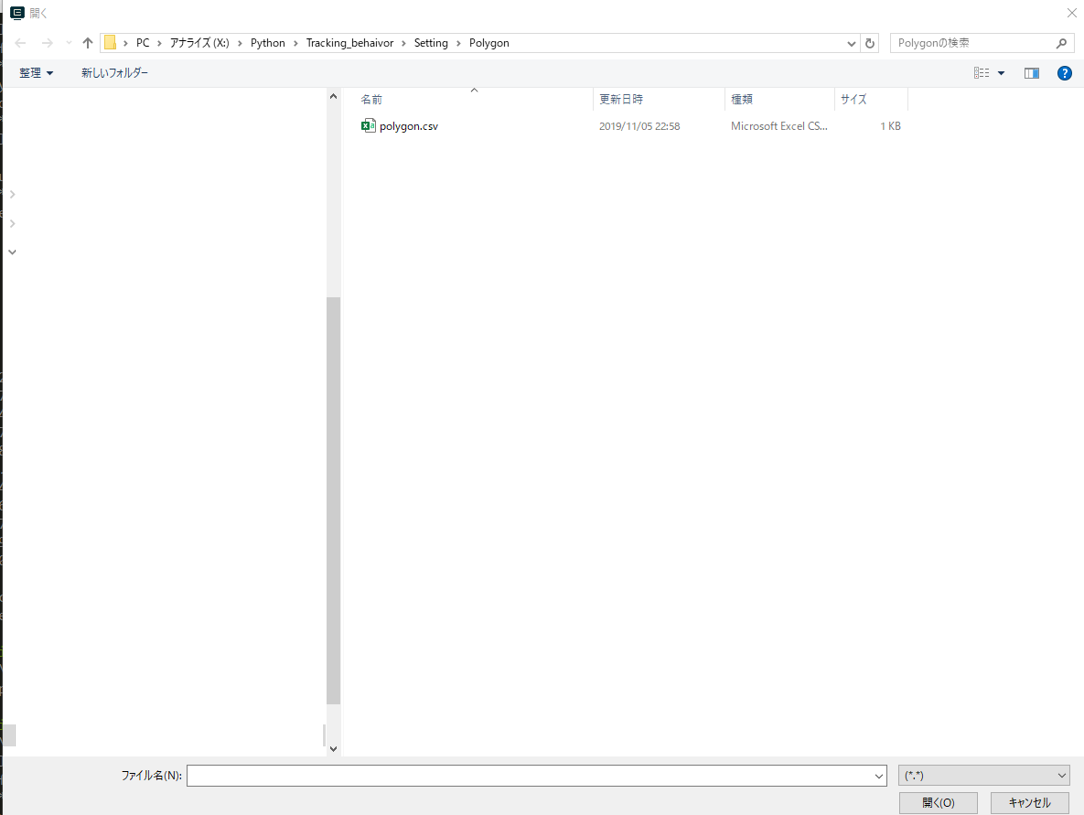 開く
PC › アナライズ (X:) › Python › Tracking_behaivor › Setting › Polygon
Polygonの検索
整理 新しいフォルダー
名前 更新日時 種類 サイズ
polygon.csv 2019/11/05 22:58 Microsoft Excel CS... 1 KB
ファイル名(N): (*.*)
開く(O) キャンセル